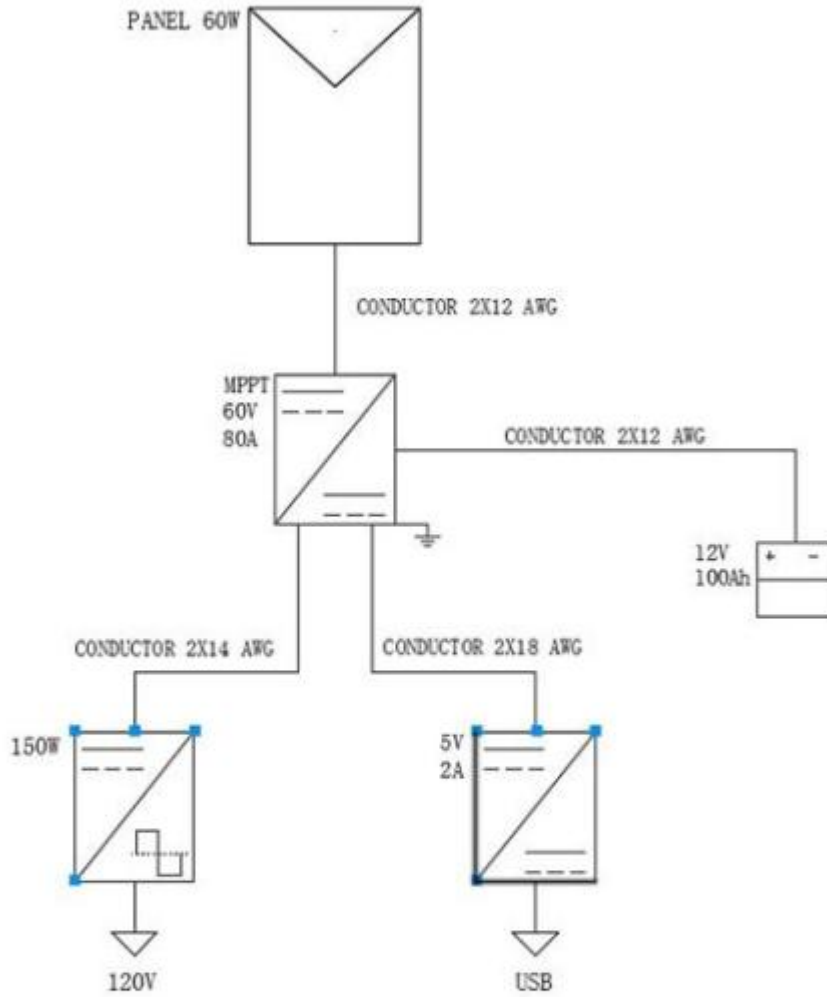 PANEL 60W
CONDUCTOR 2X12 AWG
MPPT
60V
80A
CONDUCTOR 2X12 AWG
12V
100Ah
+ -
CONDUCTOR 2X14 AWG
CONDUCTOR 2X18 AWG
150W
5V
2A
120V
USB